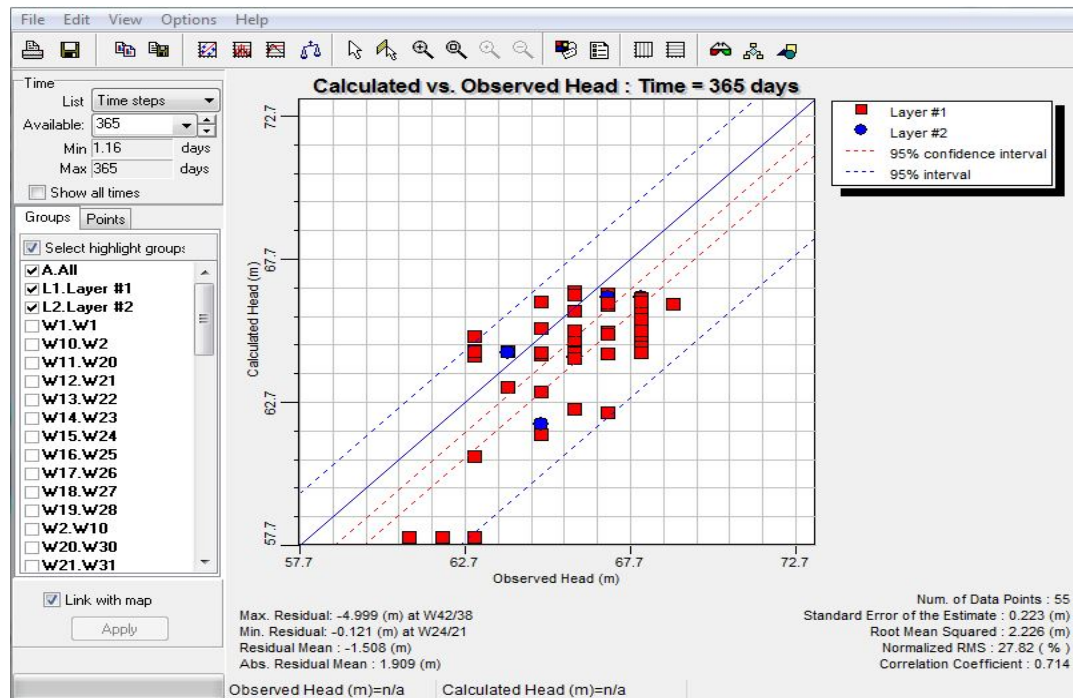 File Edit View Options Help
Time
List Time steps
Available: 365
Min 1.16 days
Max 365 days
Show all times
Groups Points
Select highlight groups
A.All
L1.Layer #1
L2.Layer #2
W1.W1
W10.W2
W11.W20
W12.W21
W13.W22
W14.W23
W15.W24
W16.W25
W17.W26
W18.W27
W19.W28
W2.W10
W20.W30
W21.W31
Link with map
Apply
Calculated vs. Observed Head : Time = 365 days
Calculated Head (m)
72.7
67.7
62.7
57.7
57.7 62.7 67.7 72.7
Observed Head (m)
Layer #1
Layer #2
95% confidence interval
95% interval
Max. Residual: -4.999 (m) at W42/38
Min. Residual: -0.121 (m) at W24/21
Residual Mean : -1.508 (m)
Abs. Residual Mean : 1.909 (m)
Num. of Data Points : 55
Standard Error of the Estimate : 0.223 (m)
Root Mean Squared : 2.226 (m)
Normalized RMS : 27.82 ( % )
Correlation Coefficient : 0.714
Observed Head (m)=n/a Calculated Head (m)=n/a